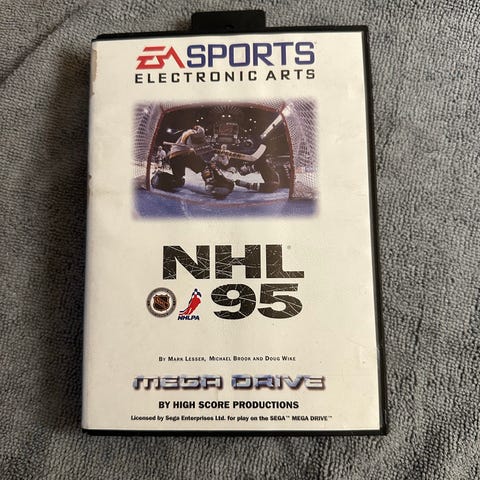 EA SPORTS
ELECTRONIC ARTS
NHL
95
NHLPA
BY MARK LESSER, MICHAEL BROOK AND DOUG WIKE
MEGA DRIVE
BY HIGH SCORE PRODUCTIONS
Licensed by Sega Enterprises Ltd. for play on the SEGA™ MEGA DRIVE™